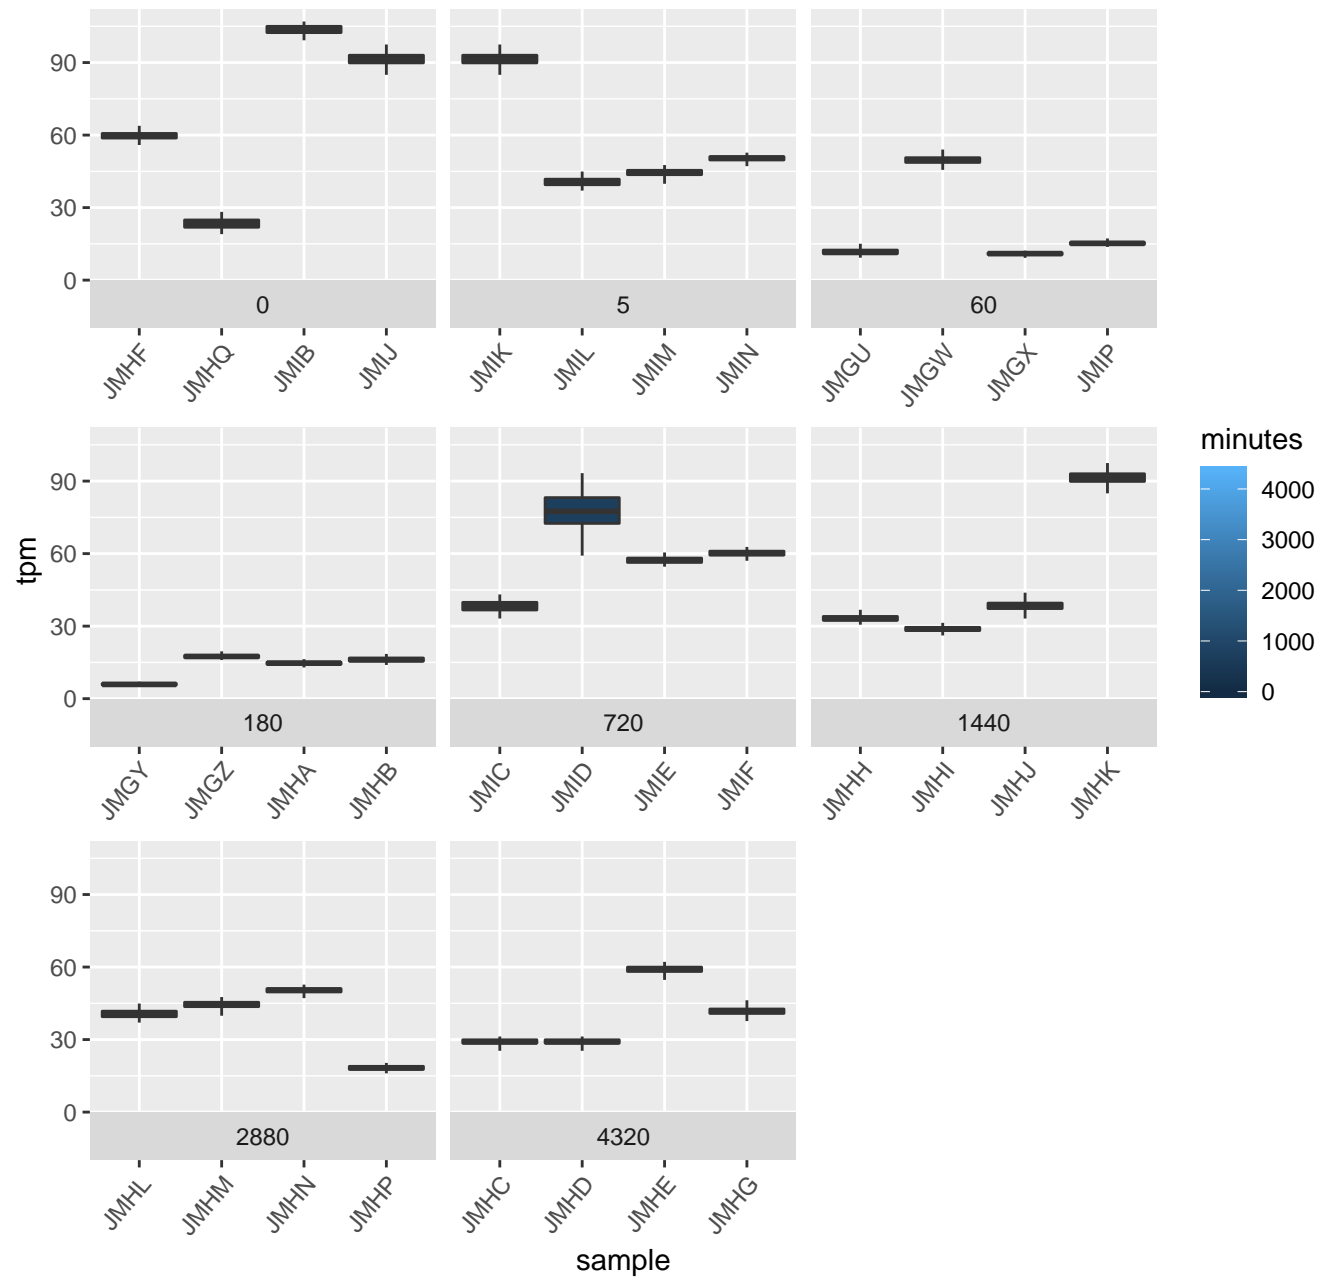 90
60
30
0
0
5
60
JMHF JMHQ JMIB JMIJ
JMIK JMIL JMIM JMIN
JMGU JMGW JMGX JMIP
tpm
90
60
30
0
180
720
1440
JMGY JMGZ JMHA JMHB
JMIC JMID JMIE JMIF
JMHH JMHI JMHJ JMHK
90
60
30
0
2880
4320
JMHL JMHM JMHN JMHP
JMHC JMHD JMHE JMHG
sample
minutes
4000
3000
2000
1000
0